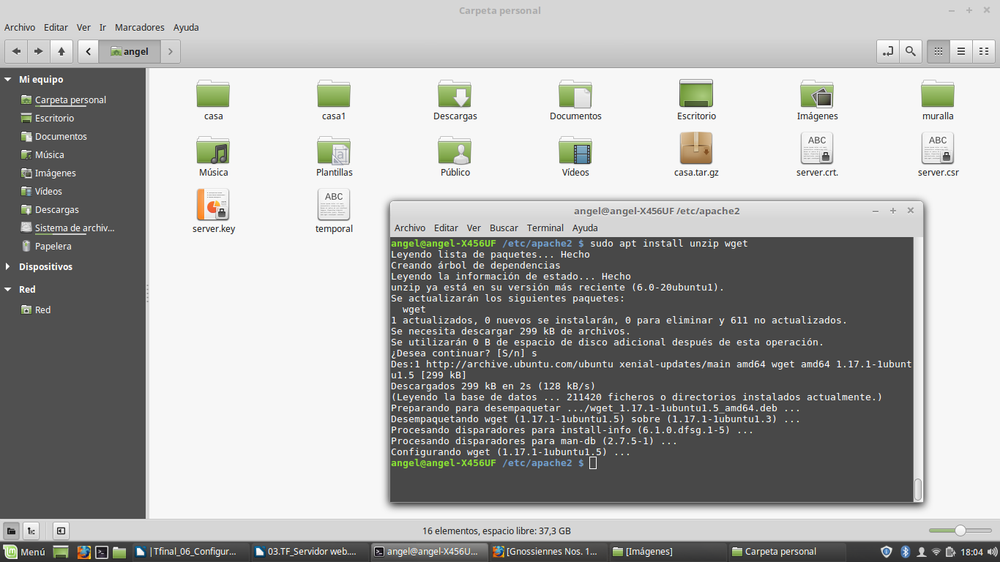 Carpeta personal
Archivo Editar Ver Ir Marcadores Ayuda
angel
Mi equipo
Carpeta personal
Escritorio
Documentos
Música
Imágenes
Vídeos
Descargas
Sistema de archiv...
Papelera
Dispositivos
Red
Red
casa casa1 Descargas Documentos Escritorio Imágenes muralla
ABC ABC
Música Plantillas Público Vídeos casa.tar.gz server.crt. server.csr
ABC
server.key temporal
angel@angel-X456UF /etc/apache2
Archivo Editar Ver Buscar Terminal Ayuda
angel@angel-X456UF /etc/apache2 $ sudo apt install unzip wget
Leyendo lista de paquetes... Hecho
Creando árbol de dependencias
Leyendo la información de estado... Hecho
unzip ya está en su versión más reciente (6.0-20ubuntu1).
Se actualizarán los siguientes paquetes:
wget
1 actualizados, 0 nuevos se instalarán, 0 para eliminar y 611 no actualizados.
Se necesita descargar 299 kB de archivos.
Se utilizarán 0 B de espacio de disco adicional después de esta operación.
¿Desea continuar? [S/n] s
Des:1 http://archive.ubuntu.com/ubuntu xenial-updates/main amd64 wget amd64 1.17.1-1ubunt
u1.5 [299 kB]
Descargados 299 kB en 2s (128 kB/s)
(Leyendo la base de datos ... 211420 ficheros o directorios instalados actualmente.)
Preparando para desempaquetar .../wget_1.17.1-1ubuntu1.5_amd64.deb ...
Desempaquetando wget (1.17.1-1ubuntu1.5) sobre (1.17.1-1ubuntu1.3) ...
Procesando disparadores para install-info (6.1.0.dfsg.1-5) ...
Procesando disparadores para man-db (2.7.5-1) ...
Configurando wget (1.17.1-1ubuntu1.5) ...
angel@angel-X456UF /etc/apache2 $
16 elementos, espacio libre: 37,3 GB
Menú |Tfinal_06_Configur... 03.TF_Servidor web.... angel@angel-X456U... [Gnossiennes Nos. 1... [Imágenes] Carpeta personal 18:04